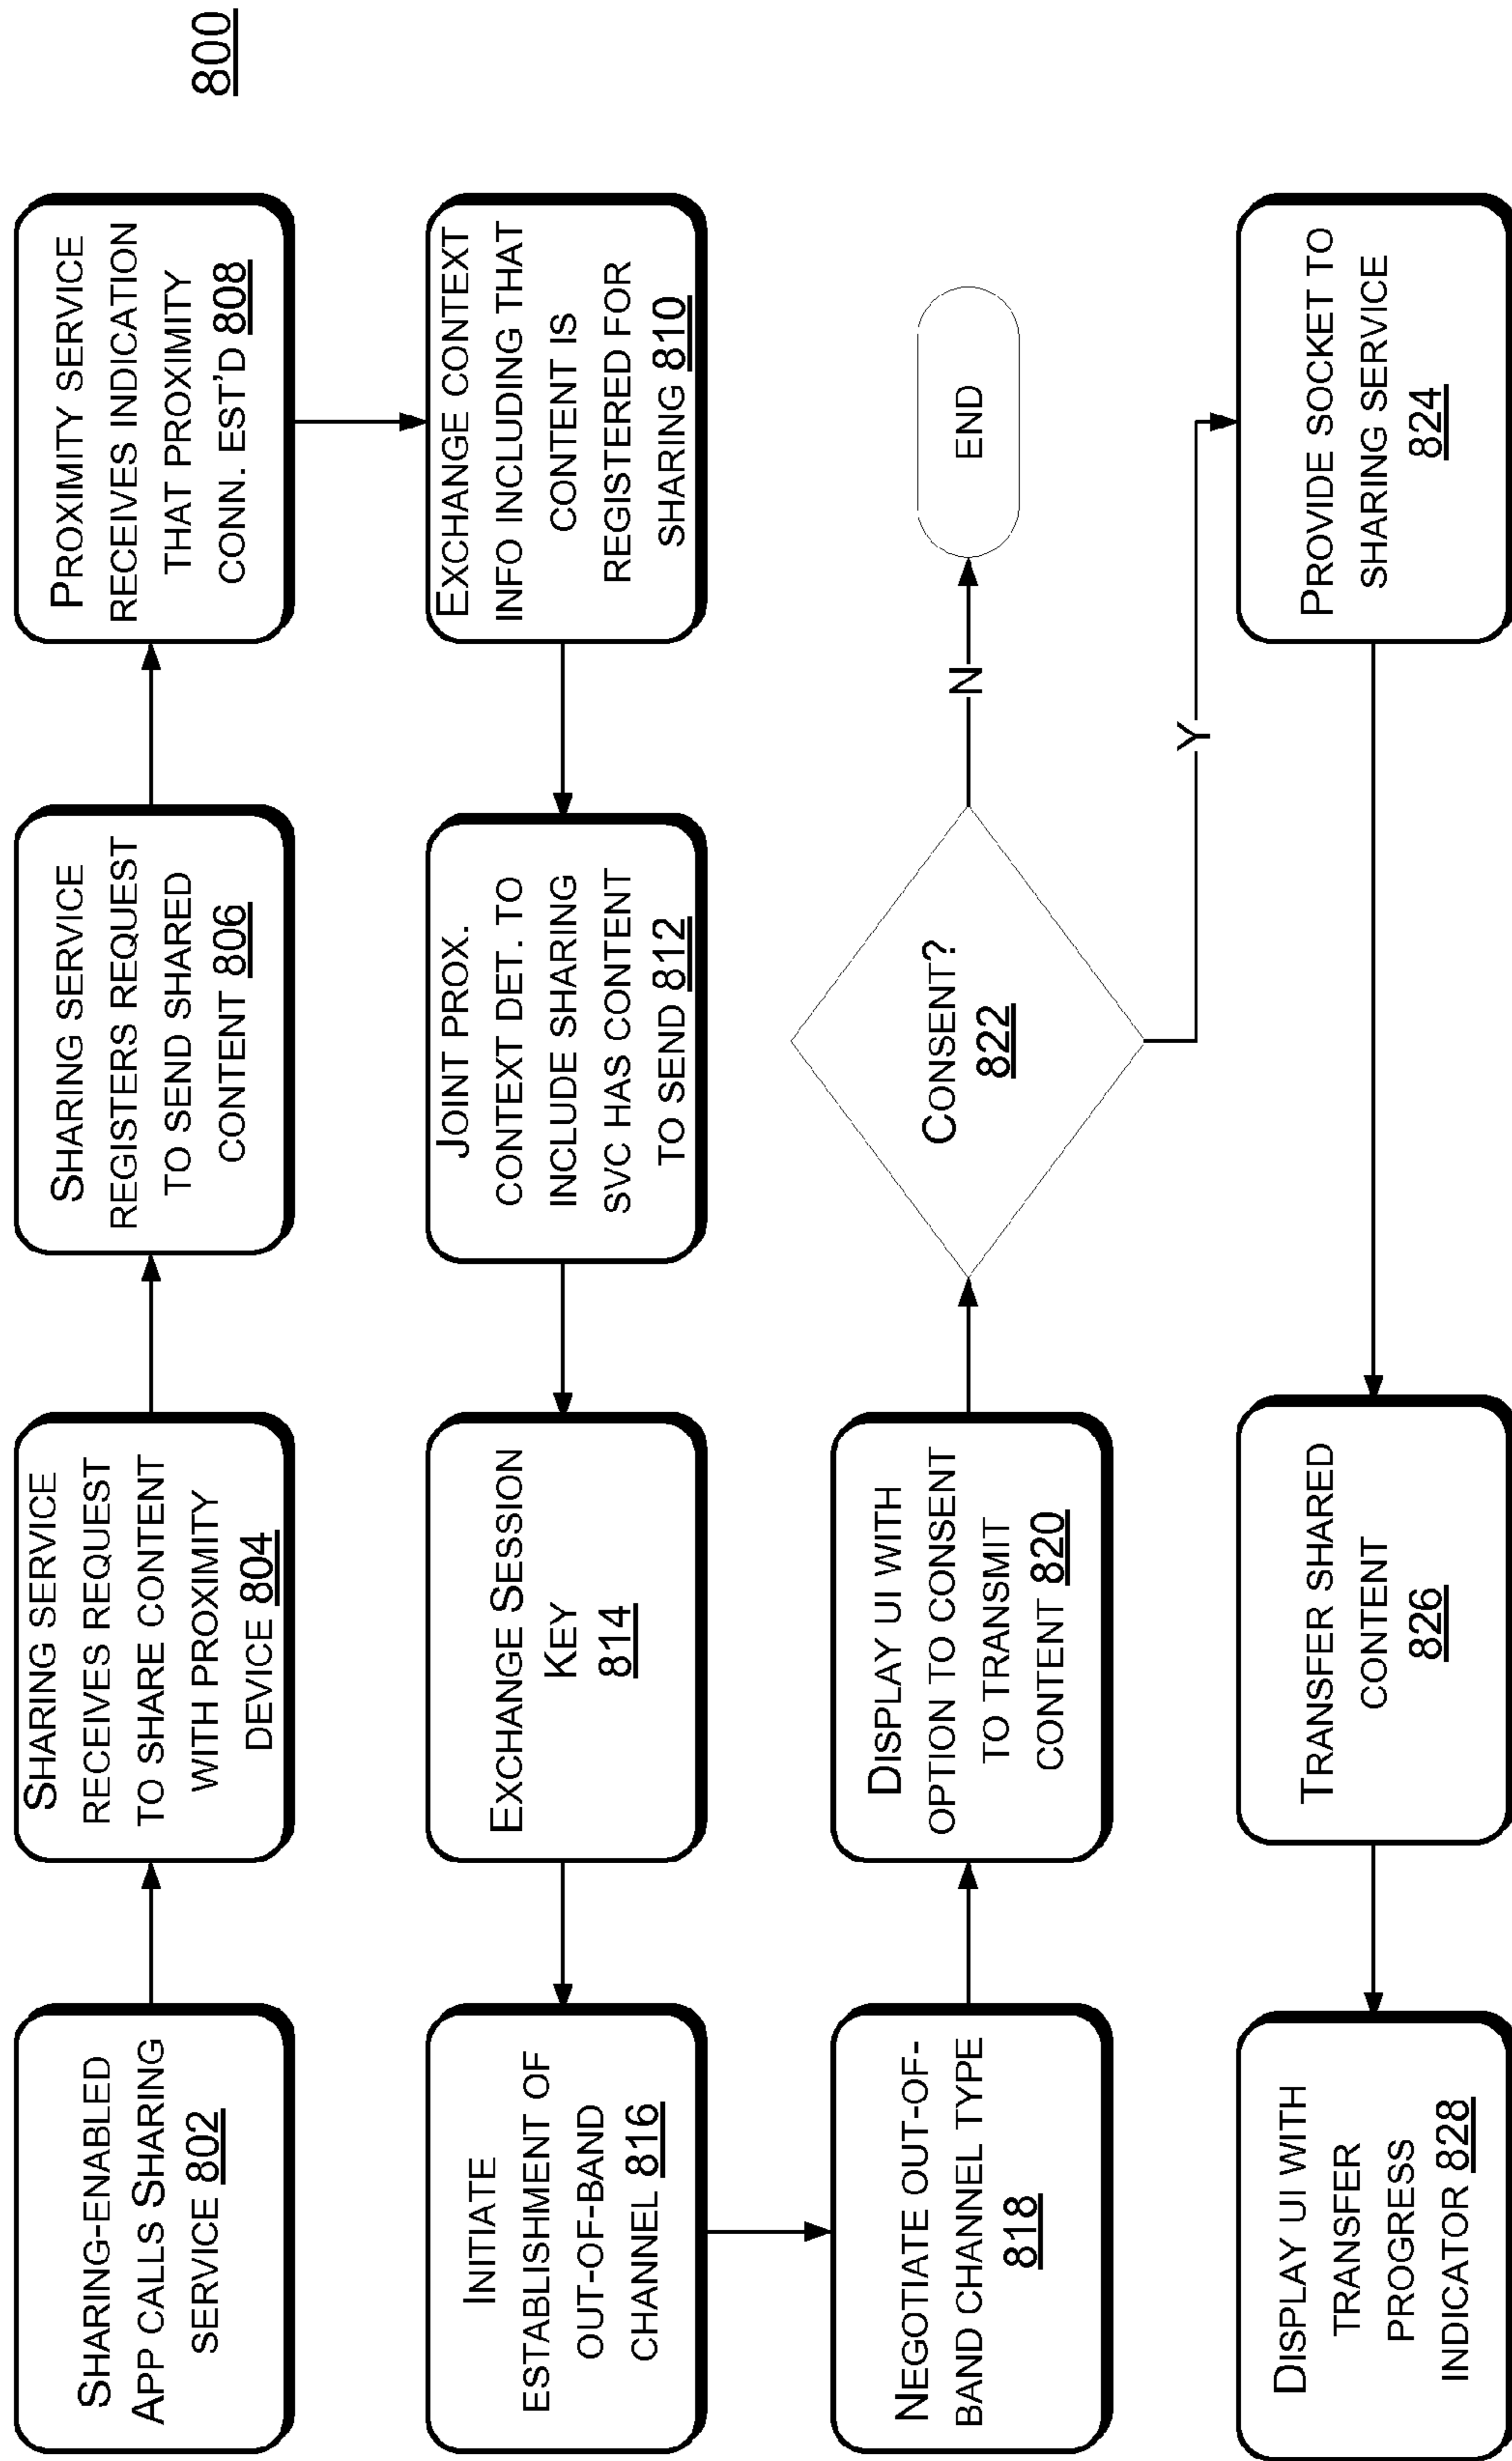 800
SHARING-ENABLED
APP CALLS SHARING
SERVICE 802
SHARING SERVICE
RECEIVES REQUEST
TO SHARE CONTENT
WITH PROXIMITY
DEVICE 804
SHARING SERVICE
REGISTERS REQUEST
TO SEND SHARED
CONTENT 806
PROXIMITY SERVICE
RECEIVES INDICATION
THAT PROXIMITY
CONN. EST'D 808
EXCHANGE CONTEXT
INFO INCLUDING THAT
CONTENT IS
REGISTERED FOR
SHARING 810
JOINT PROX.
CONTEXT DET. TO
INCLUDE SHARING
SVC HAS CONTENT
TO SEND 812
EXCHANGE SESSION
KEY
814
INITIATE
ESTABLISHMENT OF
OUT-OF-BAND
CHANNEL 816
NEGOTIATE OUT-OF-
BAND CHANNEL TYPE
818
DISPLAY UI WITH
OPTION TO CONSENT
TO TRANSMIT
CONTENT 820
CONSENT?
822
N
END
Y
PROVIDE SOCKET TO
SHARING SERVICE
824
TRANSFER SHARED
CONTENT
826
DISPLAY UI WITH
TRANSFER
PROGRESS
INDICATOR 828